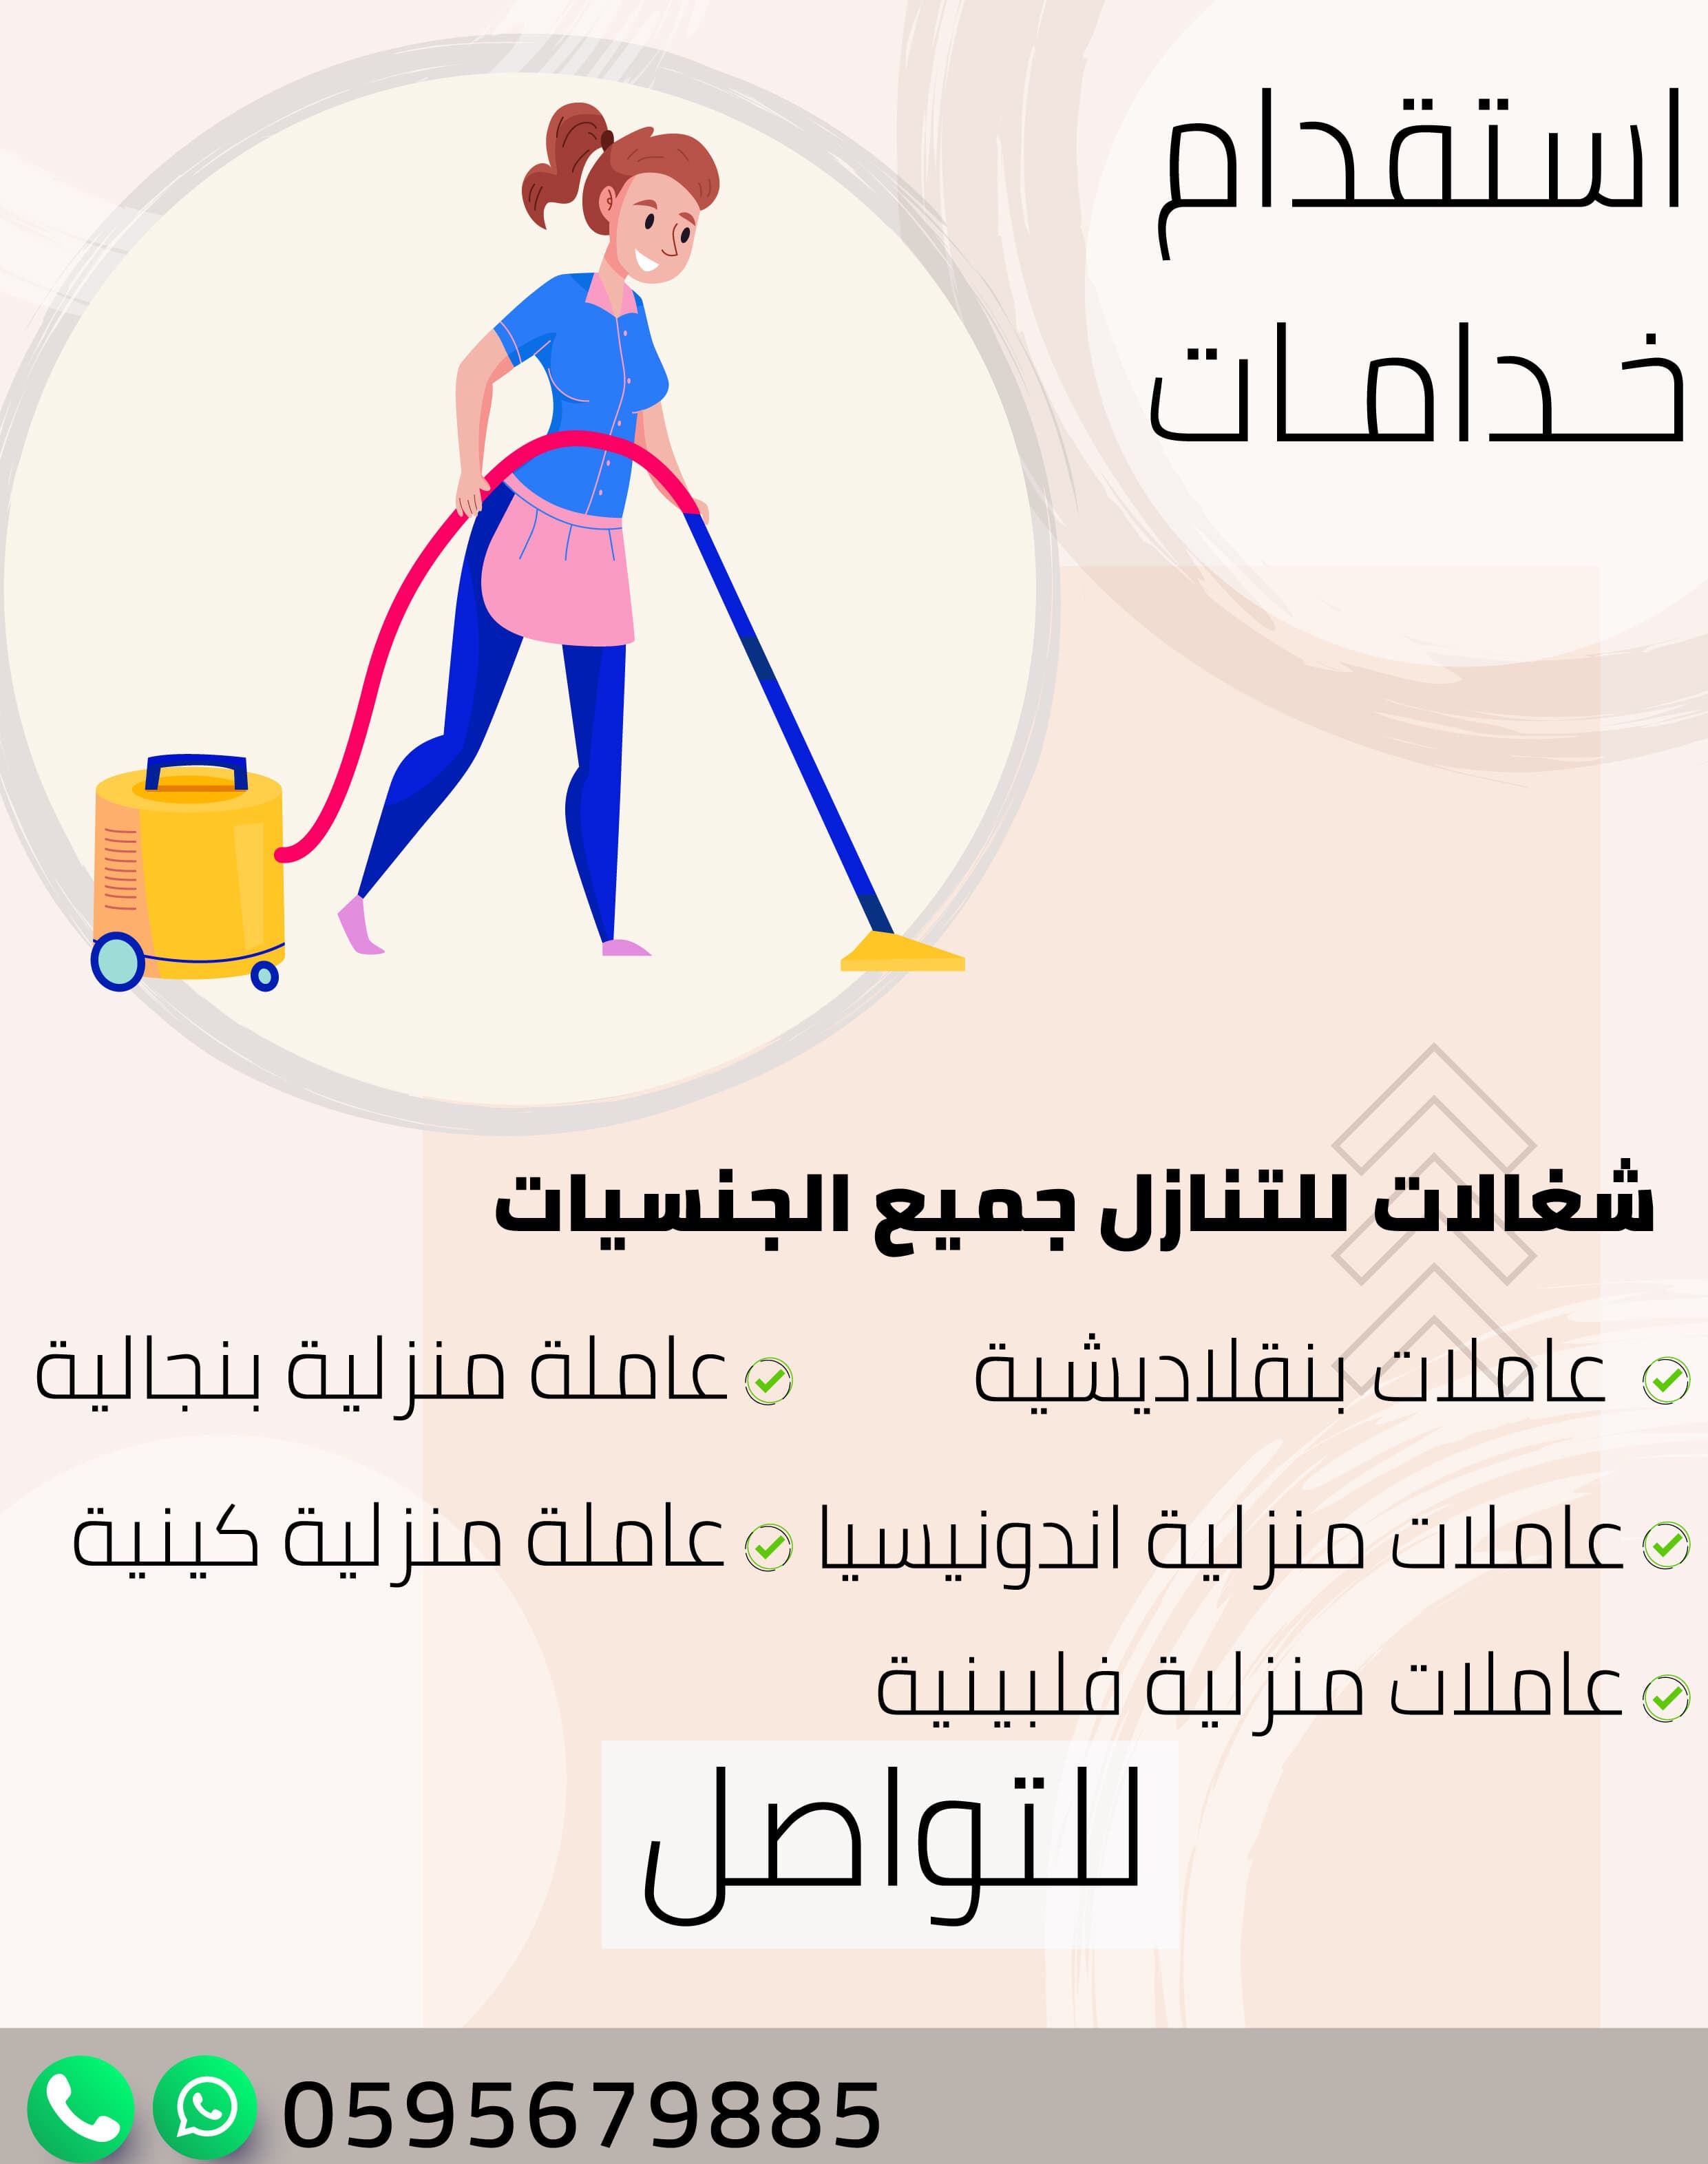 استقدام
خدامات
شغالات للتنازل جميع الجنسيات
عاملات بنقلاديشية
عاملة منزلية بنجالية
عاملات منزلية اندونيسيا
عاملة منزلية كينية
عاملات منزلية فلبينية
للتواصل
0595679885